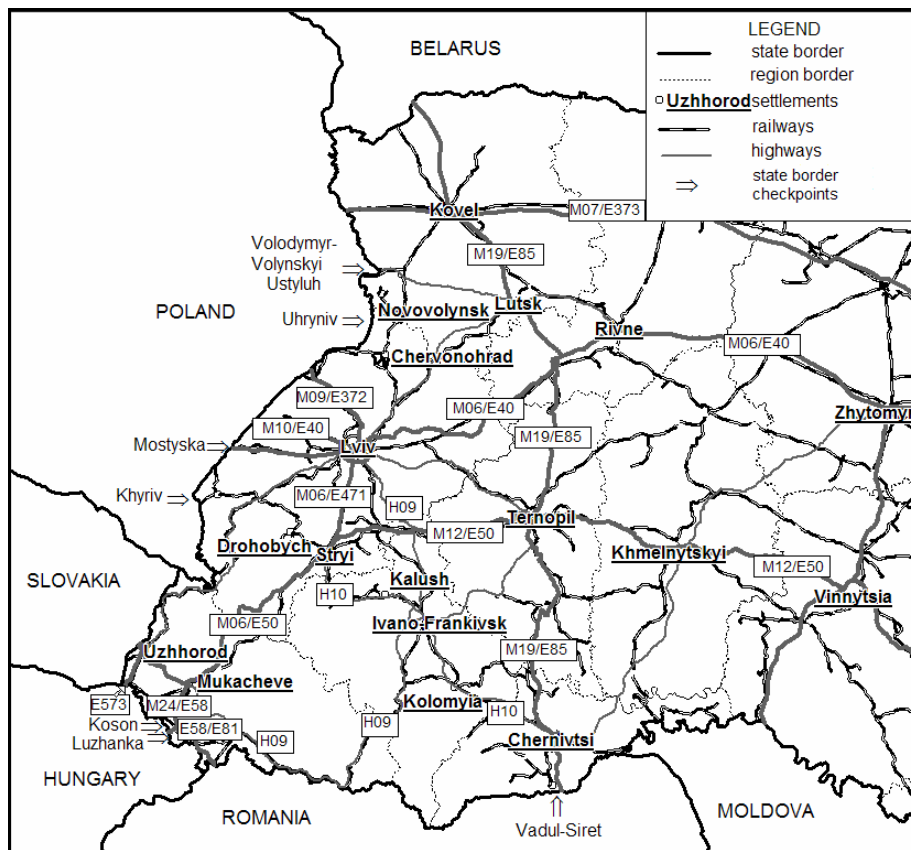 BELARUS
LEGEND
state border
region border
Uzhhorod settlements
railways
highways
state border
checkpoints
Kovel
M07/E373
Volodymyr-
Volynskyi
Ustyluh
M19/E85
POLAND
Novovolynsk
Lutsk
Uhryniv
Rivne
Chervonohrad
M06/E40
M09/E372
M06/E40
Zhytomyr
M10/E40
Mostyska
Lviv
M19/E85
Khyriv
M06/E471
H09
Ternopil
M12/E50
Drohobych
Stryi
Khmelnytskyi
SLOVAKIA
Kalush
M12/E50
H10
Vinnytsia
M06/E50
Ivano-Frankivsk
Uzhhorod
M19/E85
Mukacheve
E573
M24/E58
Kolomyia
H10
Koson
E58/E81
H09
Luzhanka
H09
Chernivtsi
HUNGARY
ROMANIA
MOLDOVA
Vadul-Siret